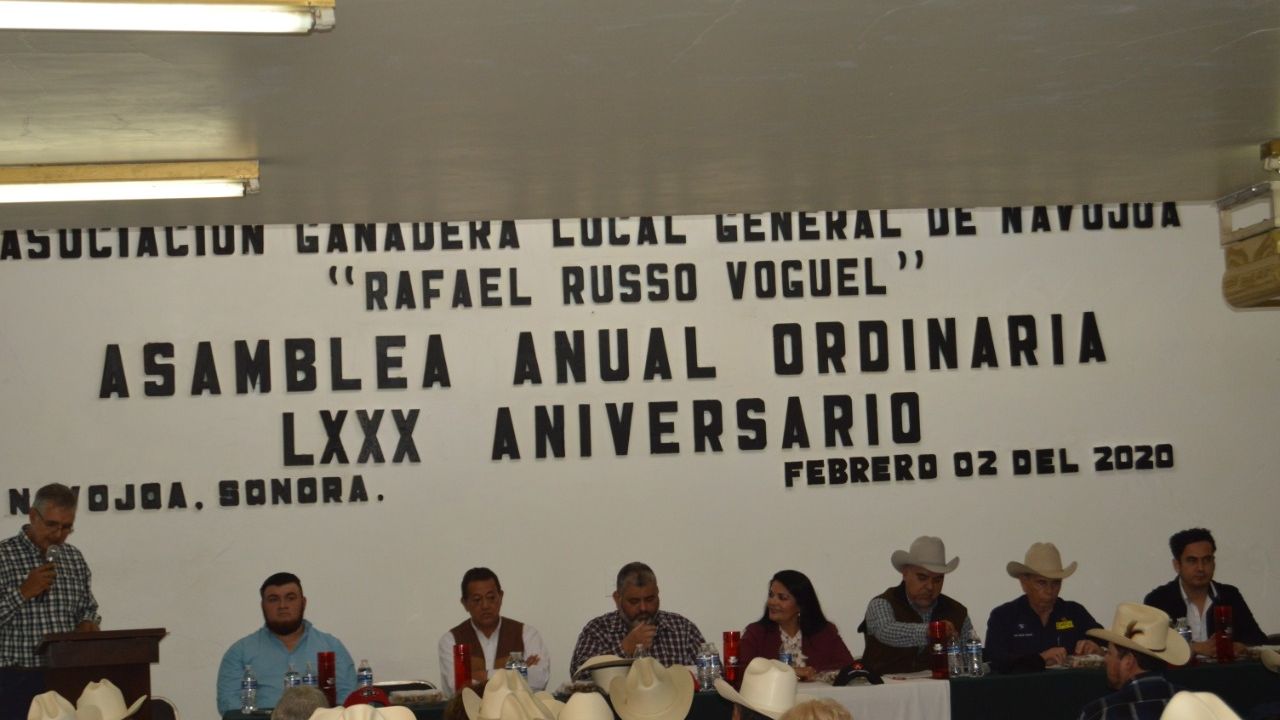 ASOCIACION GANADERA LOCAL GENERAL DE NAVOJOA
"RAFAEL RUSSO VOGUEL"
ASAMBLEA ANUAL ORDINARIA
LXXX ANIVERSARIO
NAVOJOA, SONORA.
FEBRERO 02 DEL 2020